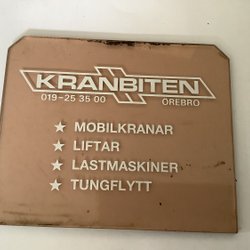 KRANBITEN
019-25 35 00 ÖREBRO
★ MOBILKRANAR
★ LIFTAR
★ LASTMASKINER
★ TUNGFLYTT